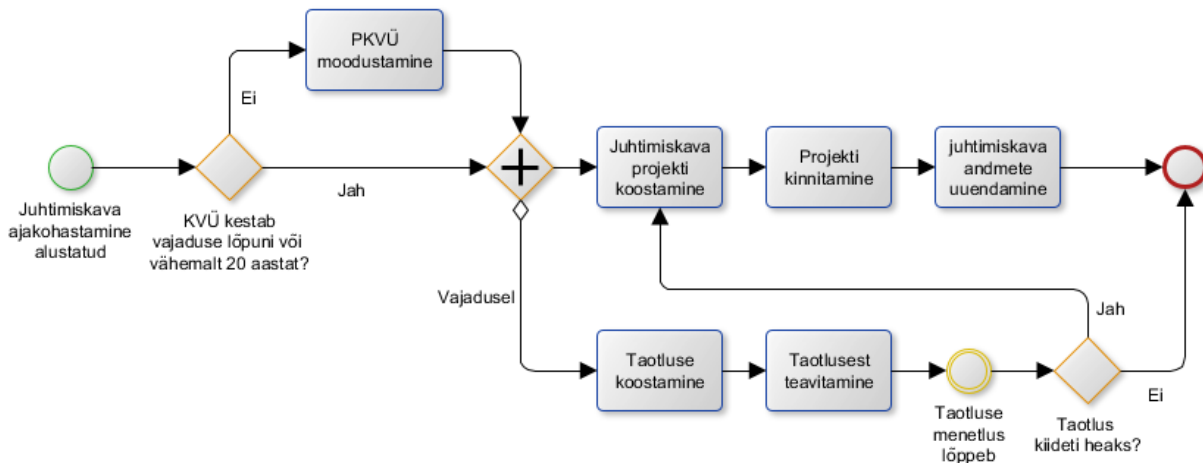 PKVÜ
moodustamine
Ei
Juhtimiskava
ajakohastamine
alustatud
KVÜ kestab
vajaduse lõpuni või
vähemalt 20 aastat?
Jah
Juhtimiskava
projekti
koostamine
Projekti
kinnitamine
juhtimiskava
andmete
uuendamine
Vajadusel
Taotluse
koostamine
Taotlusest
teavitamine
Taotluse
menetlus
lõppeb
Jah
Taotlus
kiideti heaks?
Ei